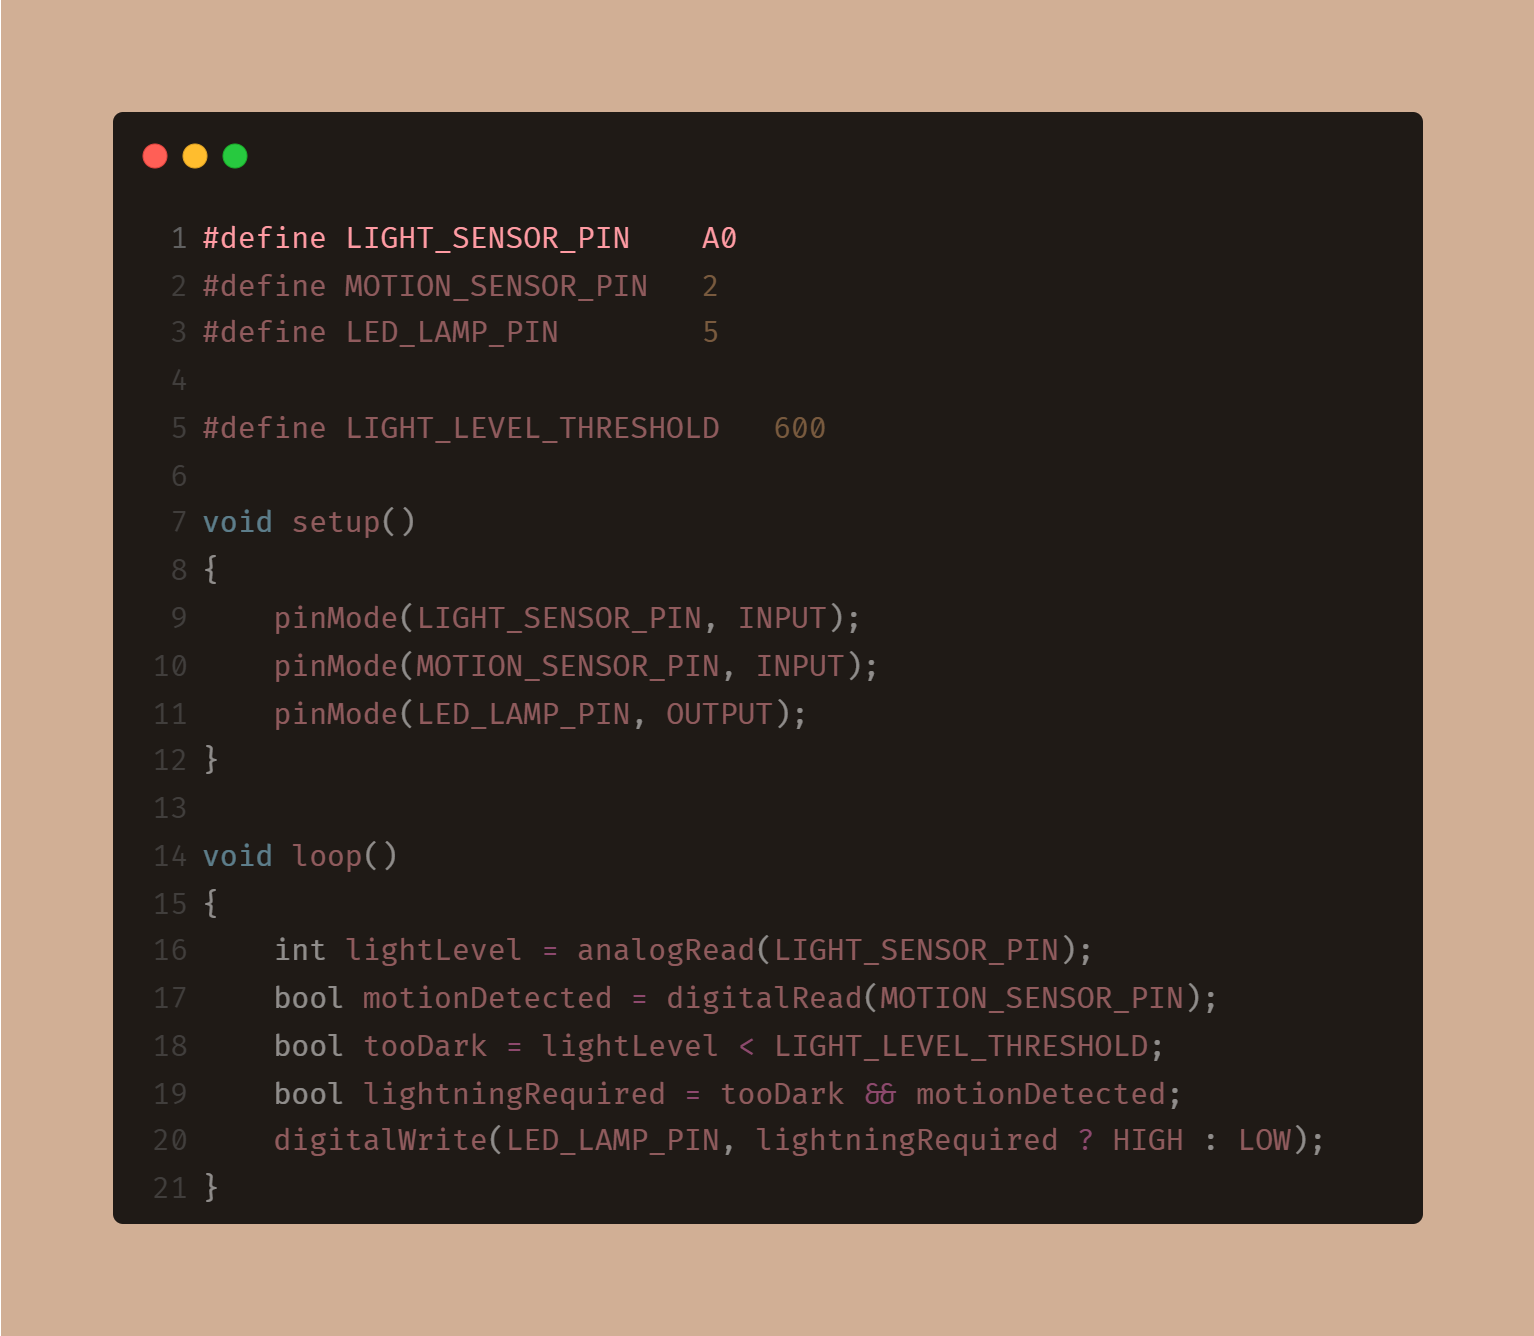 1 #define LIGHT_SENSOR_PIN    A0
2 #define MOTION_SENSOR_PIN   2
3 #define LED_LAMP_PIN        5
4
5 #define LIGHT_LEVEL_THRESHOLD   600
6
7 void setup()
8 {
9     pinMode(LIGHT_SENSOR_PIN, INPUT);
10     pinMode(MOTION_SENSOR_PIN, INPUT);
11     pinMode(LED_LAMP_PIN, OUTPUT);
12 }
13
14 void loop()
15 {
16     int lightLevel = analogRead(LIGHT_SENSOR_PIN);
17     bool motionDetected = digitalRead(MOTION_SENSOR_PIN);
18     bool tooDark = lightLevel < LIGHT_LEVEL_THRESHOLD;
19     bool lightningRequired = tooDark && motionDetected;
20     digitalWrite(LED_LAMP_PIN, lightningRequired ? HIGH : LOW);
21 }